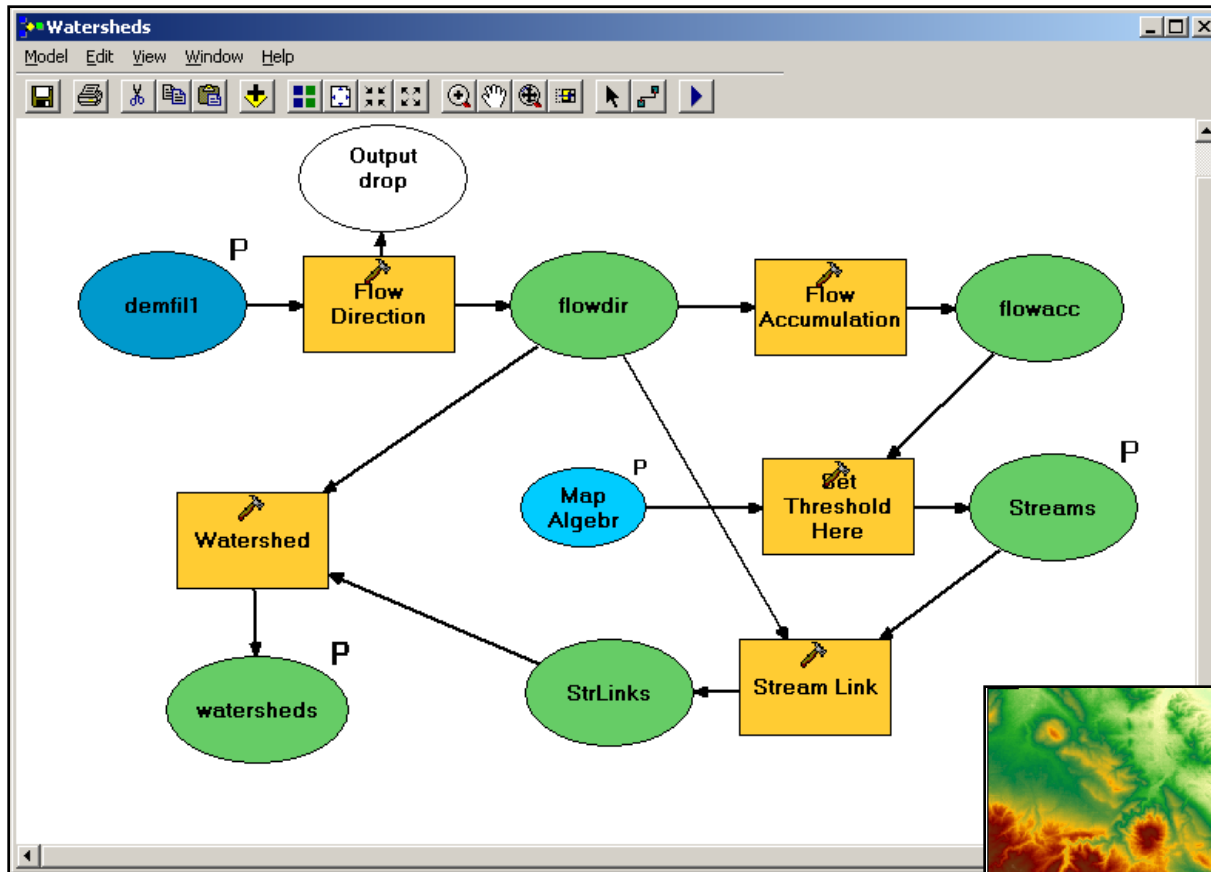 Watersheds
Model Edit View Window Help
Output
drop
P
demfil1
Flow
Direction
flowdir
Flow
Accumulation
flowacc
P
Map
Algebr
Set
Threshold
Here
P
Streams
Watershed
P
watersheds
StrLinks
Stream Link